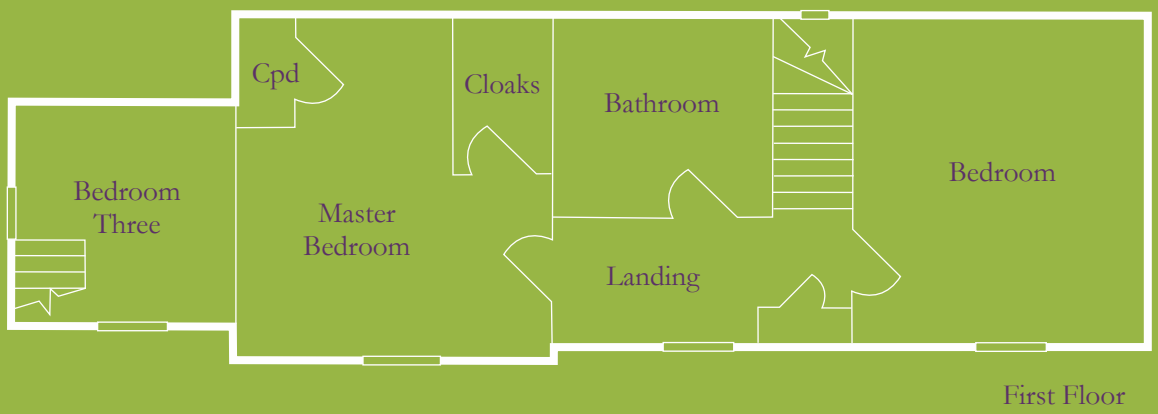 Cpd
Cloaks
Bathroom
Bedroom
Bedroom
Three
Master
Bedroom
Landing
First Floor